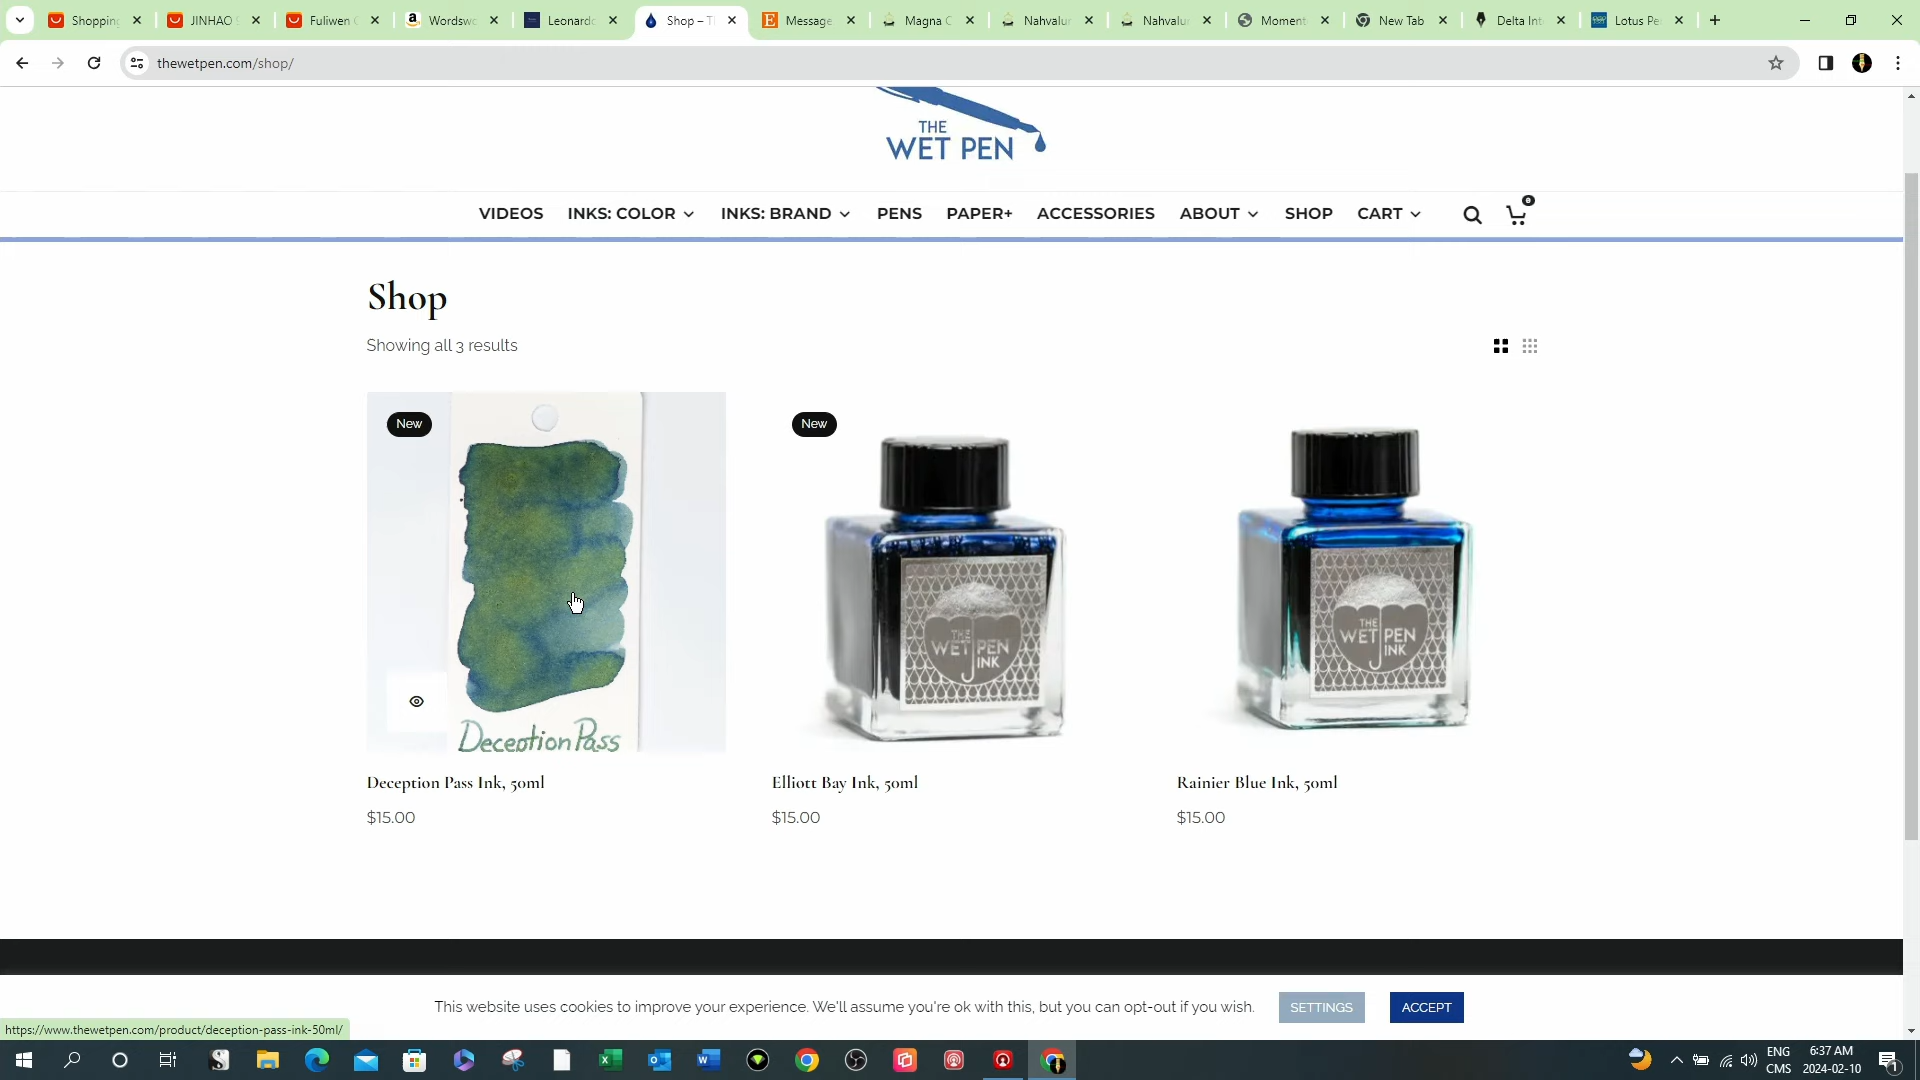 Shopping
JINHAO
Fuliwen
Wordswo
Leonardo
Shop – T
Message
Magna C
Nahvalur
Nahvalur
Moment
New Tab
Delta Int
Lotus Pe
thewetpen.com/shop/
THE
WET PEN
VIDEOS INKS: COLOR INKS: BRAND PENS PAPER+ ACCESSORIES ABOUT SHOP CART 0
Shop
Showing all 3 results
New
New
Deception Pass
THE WET PEN INK
THE WET PEN INK
Deception Pass Ink, 50ml
$15.00
Elliott Bay Ink, 50ml
$15.00
Rainier Blue Ink, 50ml
$15.00
This website uses cookies to improve your experience. We'll assume you're ok with this, but you can opt-out if you wish. SETTINGS ACCEPT
https://www.thewetpen.com/product/deception-pass-ink-50ml/
ENG
CMS
6:37 AM
2024-02-10
1